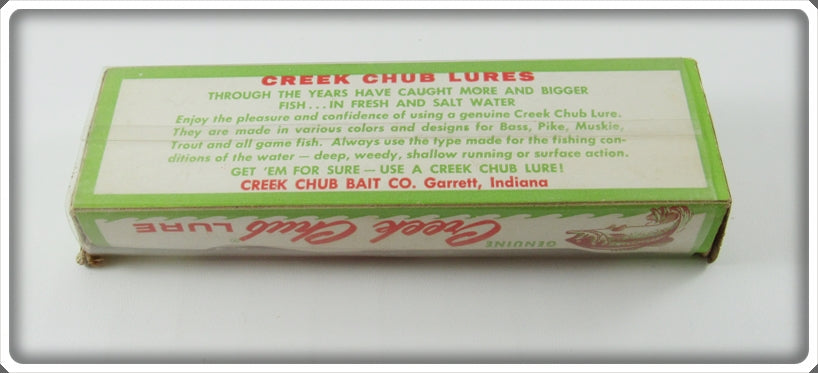 CREEK CHUB LURES
THROUGH THE YEARS HAVE CAUGHT MORE AND BIGGER
FISH . . . IN FRESH AND SALT WATER
Enjoy the pleasure and confidence of using a genuine Creek Chub Lure.
They are made in various colors and designs for Bass, Pike, Muskie,
Trout and all game fish. Always use the type made for the fishing con-
ditions of the water — deep, weedy, shallow running or surface action.
GET 'EM FOR SURE — USE A CREEK CHUB LURE!
CREEK CHUB BAIT CO. Garrett, Indiana
GENUINE
Creek Chub LURE